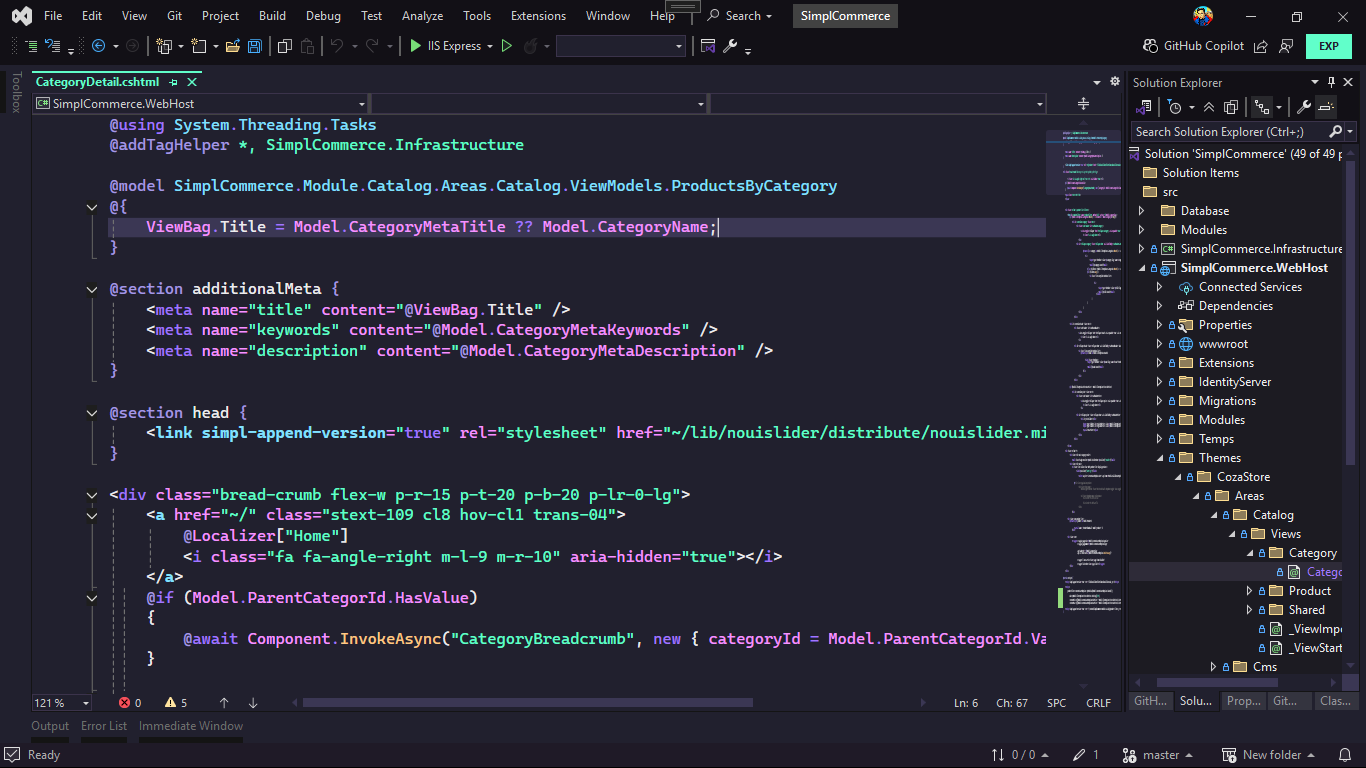 File Edit View Git Project Build Debug Test Analyze Tools Extensions Window Help Search SimplCommerce
IIS Express GitHub Copilot EXP
Toolbox
CategoryDetail.cshtml
SimplCommerce.WebHost
@using System.Threading.Tasks
@addTagHelper *, SimplCommerce.Infrastructure
@model SimplCommerce.Module.Catalog.Areas.Catalog.ViewModels.ProductsByCategory
@{
ViewBag.Title = Model.CategoryMetaTitle ?? Model.CategoryName;
}
@section additionalMeta {
<meta name="title" content="@ViewBag.Title" />
<meta name="keywords" content="@Model.CategoryMetaKeywords" />
<meta name="description" content="@Model.CategoryMetaDescription" />
}
@section head {
<link simpl-append-version="true" rel="stylesheet" href="~/lib/nouislider/distribute/nouislider.mi
}
<div class="bread-crumb flex-w p-r-15 p-t-20 p-b-20 p-lr-0-lg">
<a href="~/" class="stext-109 cl8 hov-cl1 trans-04">
@Localizer["Home"]
<i class="fa fa-angle-right m-l-9 m-r-10" aria-hidden="true"></i>
</a>
@if (Model.ParentCategorId.HasValue)
{
@await Component.InvokeAsync("CategoryBreadcrumb", new { categoryId = Model.ParentCategorId.Va
}
121 % 0 5 Ln: 6 Ch: 67 SPC CRLF
Solution Explorer
Search Solution Explorer (Ctrl+;)
Solution 'SimplCommerce' (49 of 49 p
Solution Items
src
Database
Modules
SimplCommerce.Infrastructure
SimplCommerce.WebHost
Connected Services
Dependencies
Properties
wwwroot
Extensions
IdentityServer
Migrations
Modules
Temps
Themes
CozaStore
Areas
Catalog
Views
Category
Catego
Product
Shared
_ViewImpo
_ViewStart
Cms
GitH... Solu... Prop... Git... Clas...
Output Error List Immediate Window
Ready 0 / 0 1 master New folder